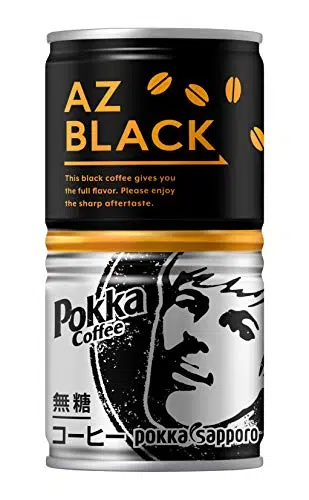 AZ
BLACK
This black coffee gives you
the full flavor. Please enjoy
the sharp aftertaste.
Pokka
Coffee
無糖
コーヒー pokka sapporo